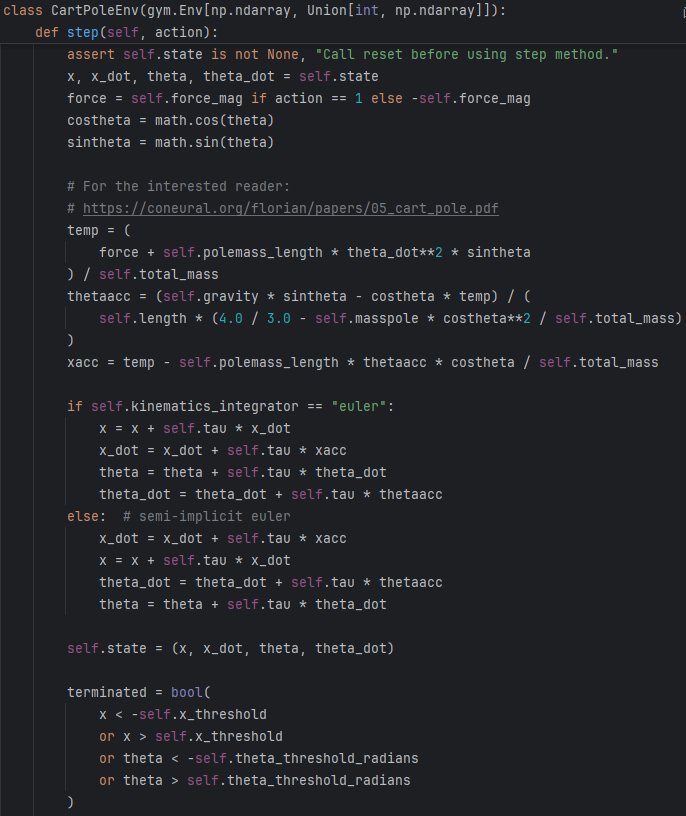 class CartPoleEnv(gym.Env[np.ndarray, Union[int, np.ndarray]]):
    def step(self, action):
        assert self.state is not None, "Call reset before using step method."
        x, x_dot, theta, theta_dot = self.state
        force = self.force_mag if action == 1 else -self.force_mag
        costheta = math.cos(theta)
        sintheta = math.sin(theta)

        # For the interested reader:
        # https://coneural.org/florian/papers/05_cart_pole.pdf
        temp = (
            force + self.polemass_length * theta_dot**2 * sintheta
        ) / self.total_mass
        thetaacc = (self.gravity * sintheta - costheta * temp) / (
            self.length * (4.0 / 3.0 - self.masspole * costheta**2 / self.total_mass)
        )
        xacc = temp - self.polemass_length * thetaacc * costheta / self.total_mass

        if self.kinematics_integrator == "euler":
            x = x + self.tau * x_dot
            x_dot = x_dot + self.tau * xacc
            theta = theta + self.tau * theta_dot
            theta_dot = theta_dot + self.tau * thetaacc
        else:  # semi-implicit euler
            x_dot = x_dot + self.tau * xacc
            x = x + self.tau * x_dot
            theta_dot = theta_dot + self.tau * thetaacc
            theta = theta + self.tau * theta_dot

        self.state = (x, x_dot, theta, theta_dot)

        terminated = bool(
            x < -self.x_threshold
            or x > self.x_threshold
            or theta < -self.theta_threshold_radians
            or theta > self.theta_threshold_radians
        )